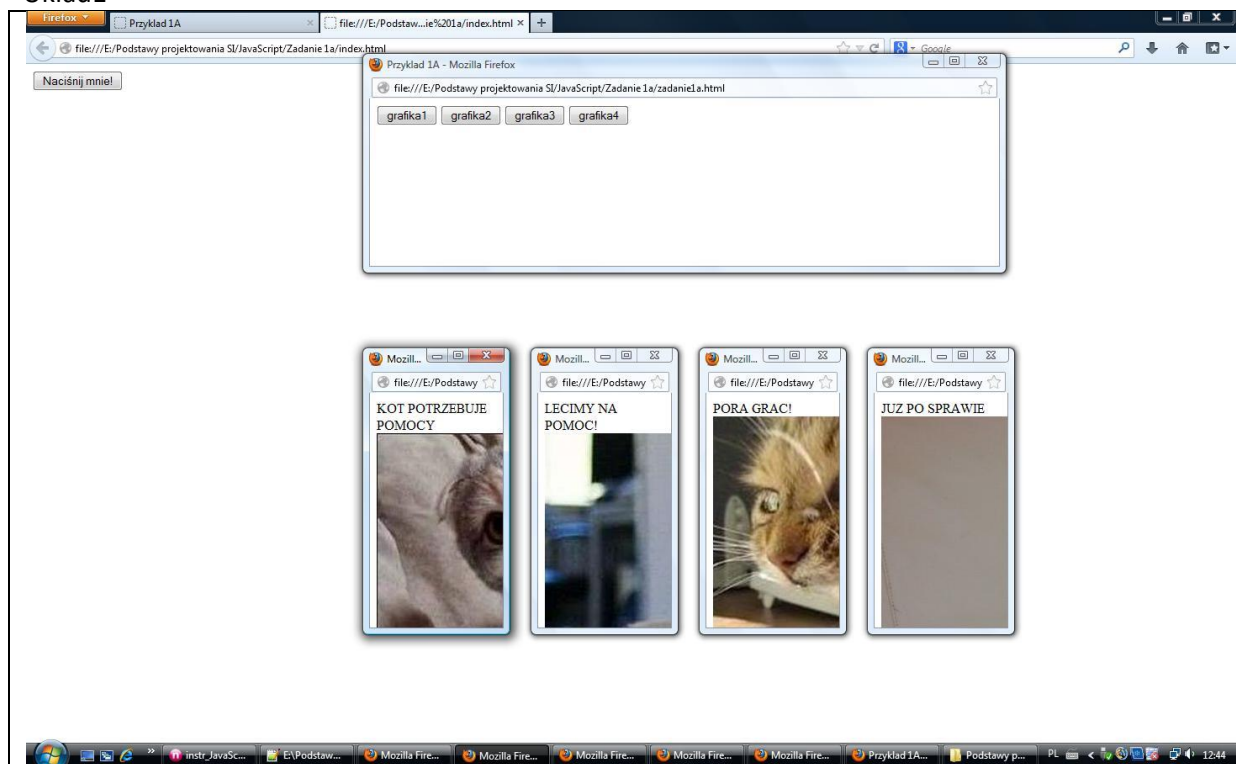 Firefox
Przyklad 1A
file:///E:/Podstaw...ie%201a/index.html
file:///E:/Podstawy projektowania SI/JavaScript/Zadanie 1a/index.html
Google
Naciśnij mnie!
Przyklad 1A - Mozilla Firefox
file:///E:/Podstawy projektowania SI/JavaScript/Zadanie 1a/zadanie1a.html
grafika1 grafika2 grafika3 grafika4
Mozill...
file:///E:/Podstawy
KOT POTRZEBUJE
POMOCY
Mozill...
file:///E:/Podstawy
LECIMY NA
POMOC!
Mozill...
file:///E:/Podstawy
PORA GRAC!
Mozill...
file:///E:/Podstawy
JUZ PO SPRAWIE
instr_JavaSc... E:\Podstaw... Mozilla Fire... Mozilla Fire... Mozilla Fire... Mozilla Fire... Mozilla Fire... Przyklad 1A... Podstawy p... PL 12:44